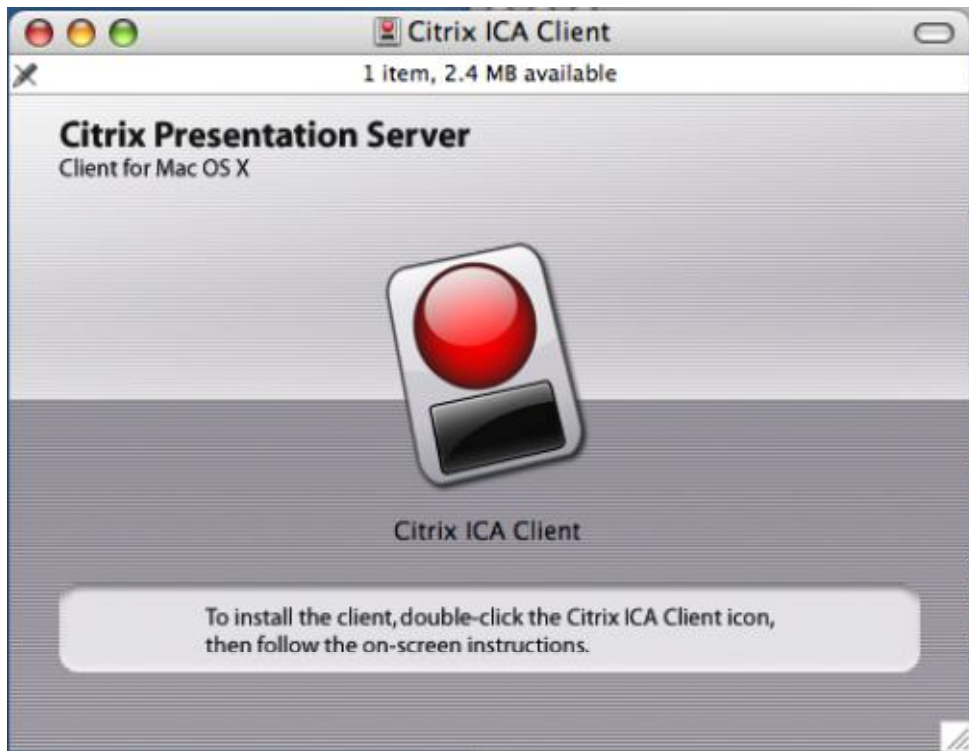 Citrix ICA Client
1 item, 2.4 MB available
Citrix Presentation Server
Client for Mac OS X
Citrix ICA Client
To install the client, double-click the Citrix ICA Client icon,
then follow the on-screen instructions.